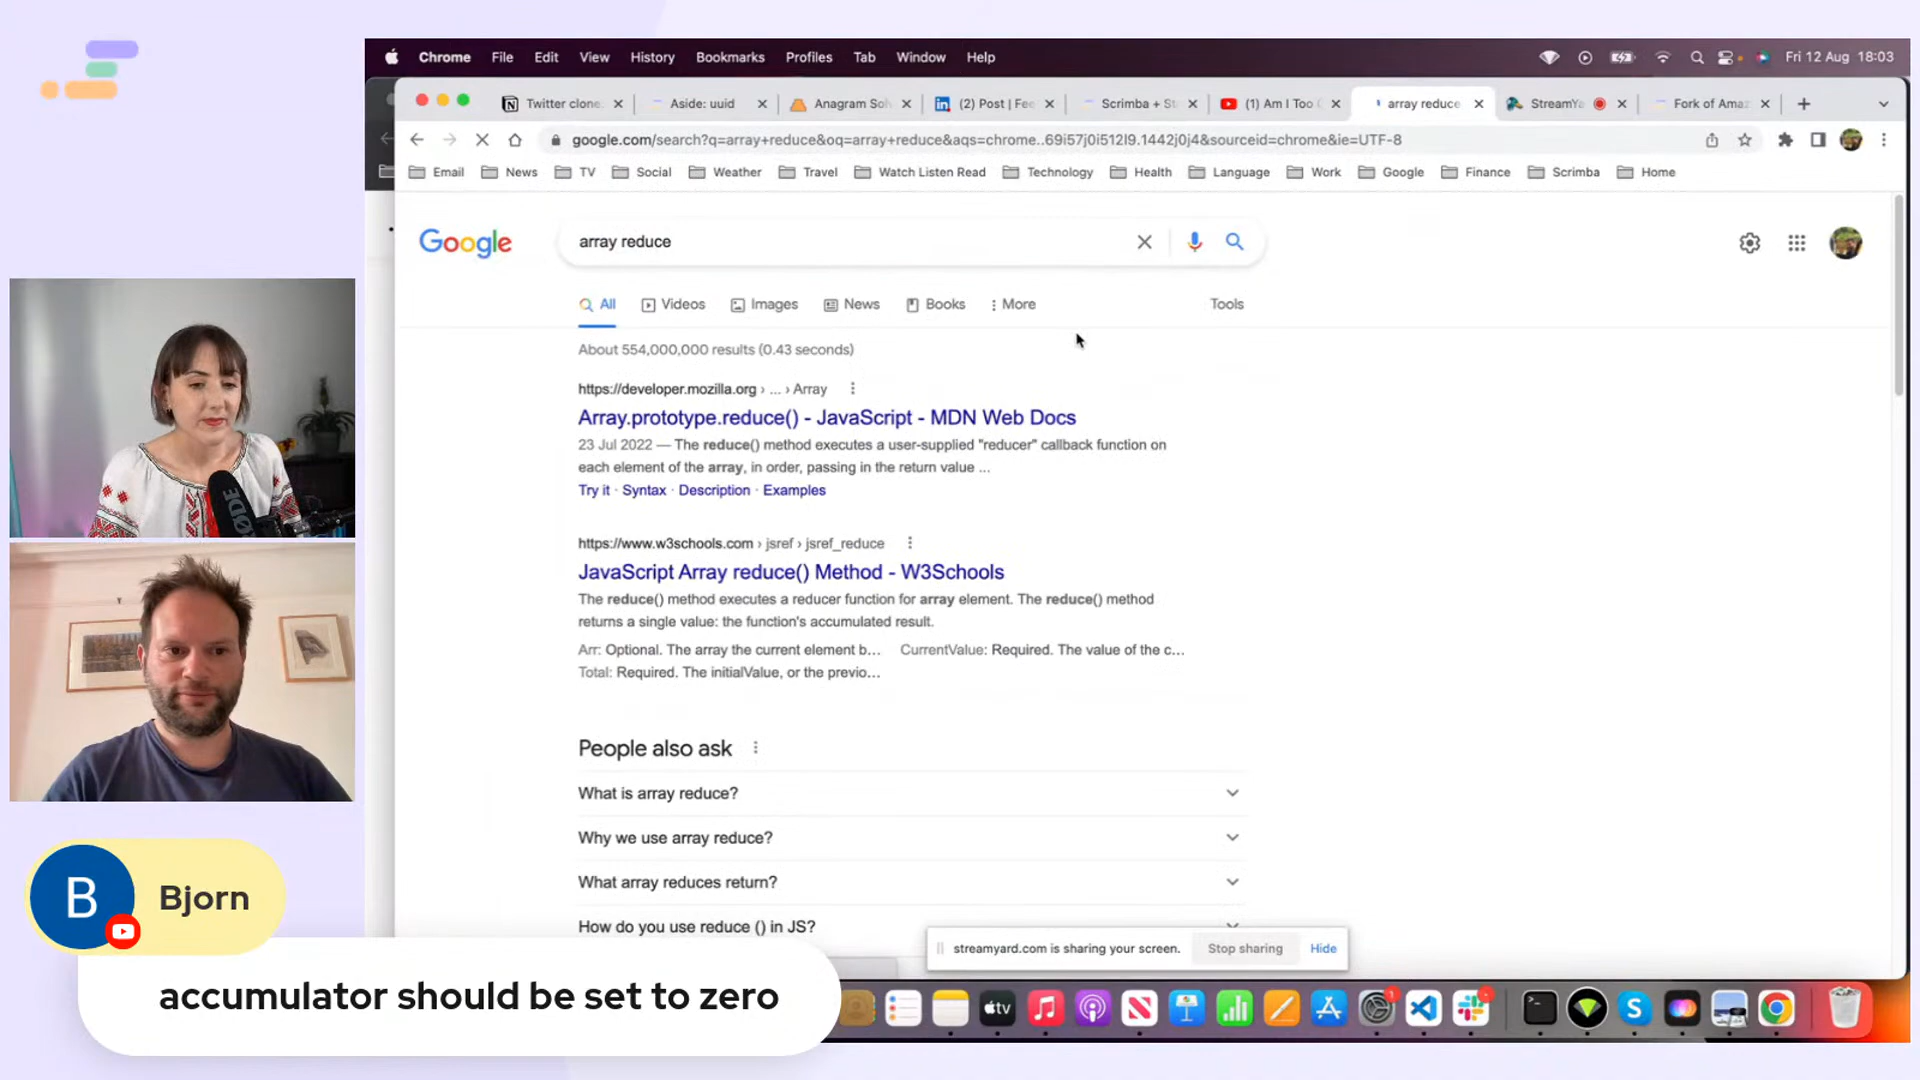 Chrome File Edit View History Bookmarks Profiles Tab Window Help Fri 12 Aug 18:03
Twitter clone. Aside: uuid Anagram Solv (2) Post | Fee Scrimba + St (1) Am I Too array reduce StreamYa Fork of Amaz
google.com/search?q=array+reduce&oq=array+reduce&aqs=chrome..69i57j0i512l9.1442j0j4&sourceid=chrome&ie=UTF-8
Email News TV Social Weather Travel Watch Listen Read Technology Health Language Work Google Finance Scrimba Home
Google array reduce
All Videos Images News Books More Tools
About 554,000,000 results (0.43 seconds)
https://developer.mozilla.org › ... › Array
Array.prototype.reduce() - JavaScript - MDN Web Docs
23 Jul 2022 — The reduce() method executes a user-supplied "reducer" callback function on
each element of the array, in order, passing in the return value ...
Try it · Syntax · Description · Examples
https://www.w3schools.com › jsref › jsref_reduce
JavaScript Array reduce() Method - W3Schools
The reduce() method executes a reducer function for array element. The reduce() method
returns a single value: the function's accumulated result.
Arr: Optional. The array the current element b... CurrentValue: Required. The value of the c...
Total: Required. The initialValue, or the previo...
People also ask
What is array reduce?
Why we use array reduce?
What array reduces return?
How do you use reduce () in JS?
streamyard.com is sharing your screen. Stop sharing Hide
RØDE
B Bjorn
accumulator should be set to zero
tv